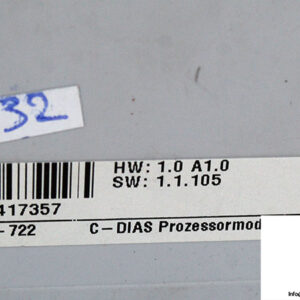 32
HW: 1.0 A1.0
SW: 1.1.105
417357
-722 C-DIAS Prozessormod